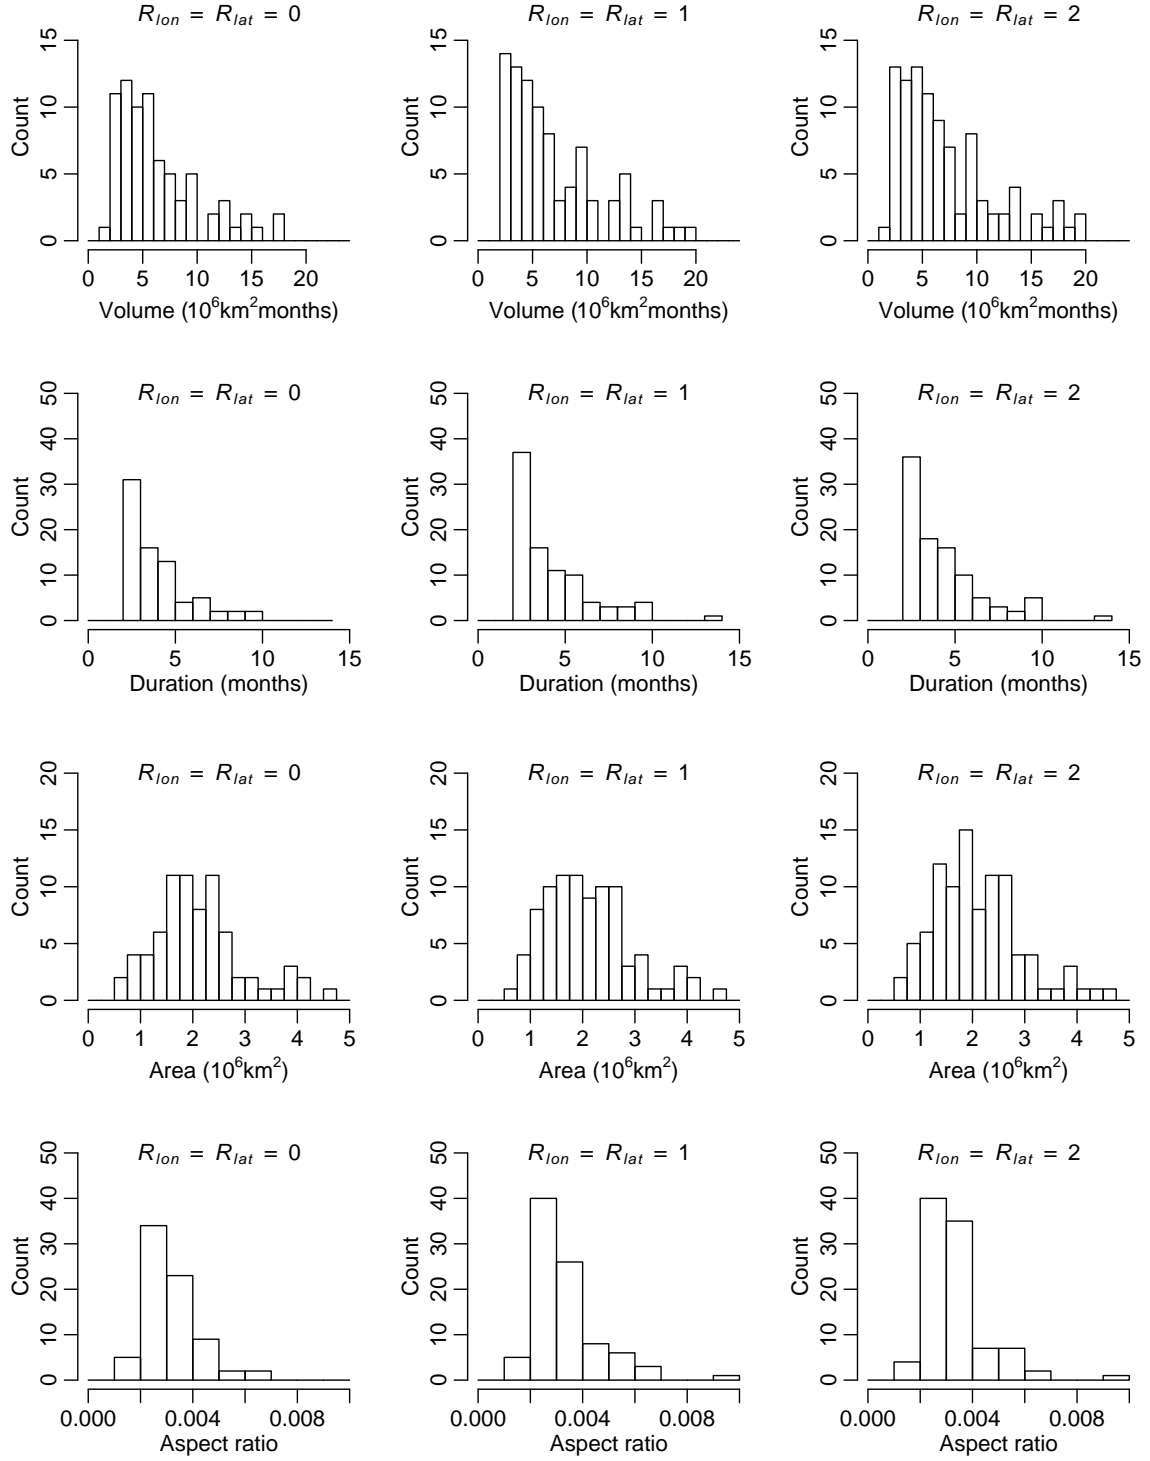 R_lon = R_lat = 0
R_lon = R_lat = 1
R_lon = R_lat = 2
Count
0 5 10 15
Count
0 5 10 15
Count
0 5 10 15
0 5 10 15 20
0 5 10 15 20
0 5 10 15 20
Volume (10^6km^2months)
Volume (10^6km^2months)
Volume (10^6km^2months)
R_lon = R_lat = 0
R_lon = R_lat = 1
R_lon = R_lat = 2
Count
0 10 20 30 40 50
Count
0 10 20 30 40 50
Count
0 10 20 30 40 50
0 5 10 15
0 5 10 15
0 5 10 15
Duration (months)
Duration (months)
Duration (months)
R_lon = R_lat = 0
R_lon = R_lat = 1
R_lon = R_lat = 2
Count
0 5 10 15 20
Count
0 5 10 15 20
Count
0 5 10 15 20
0 1 2 3 4 5
0 1 2 3 4 5
0 1 2 3 4 5
Area (10^6km^2)
Area (10^6km^2)
Area (10^6km^2)
R_lon = R_lat = 0
R_lon = R_lat = 1
R_lon = R_lat = 2
Count
0 10 20 30 40 50
Count
0 10 20 30 40 50
Count
0 10 20 30 40 50
0.000 0.004 0.008
0.000 0.004 0.008
0.000 0.004 0.008
Aspect ratio
Aspect ratio
Aspect ratio